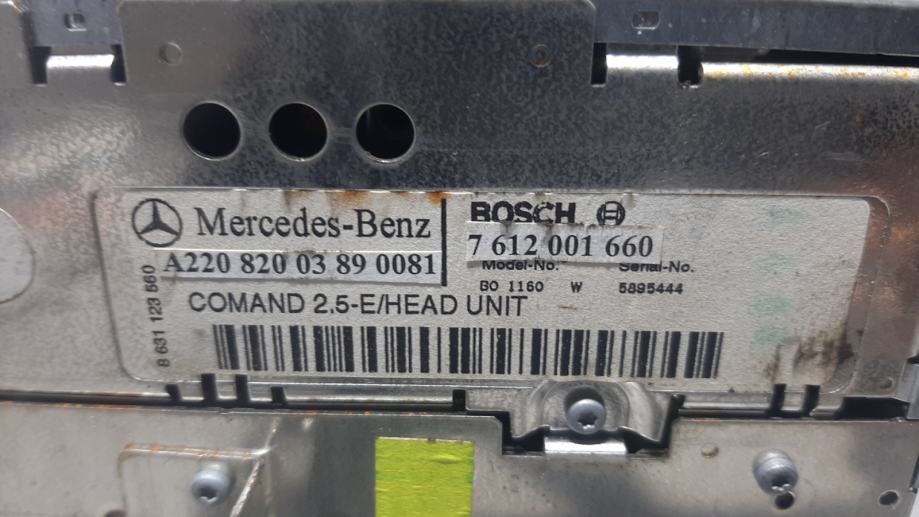 Mercedes-Benz
A220 820 03 89 0081
BOSCH
7 612 001 660
Model-No. Serial-No.
BO 1160 W 5895444
COMAND 2.5-E/HEAD UNIT
8 631 123 560